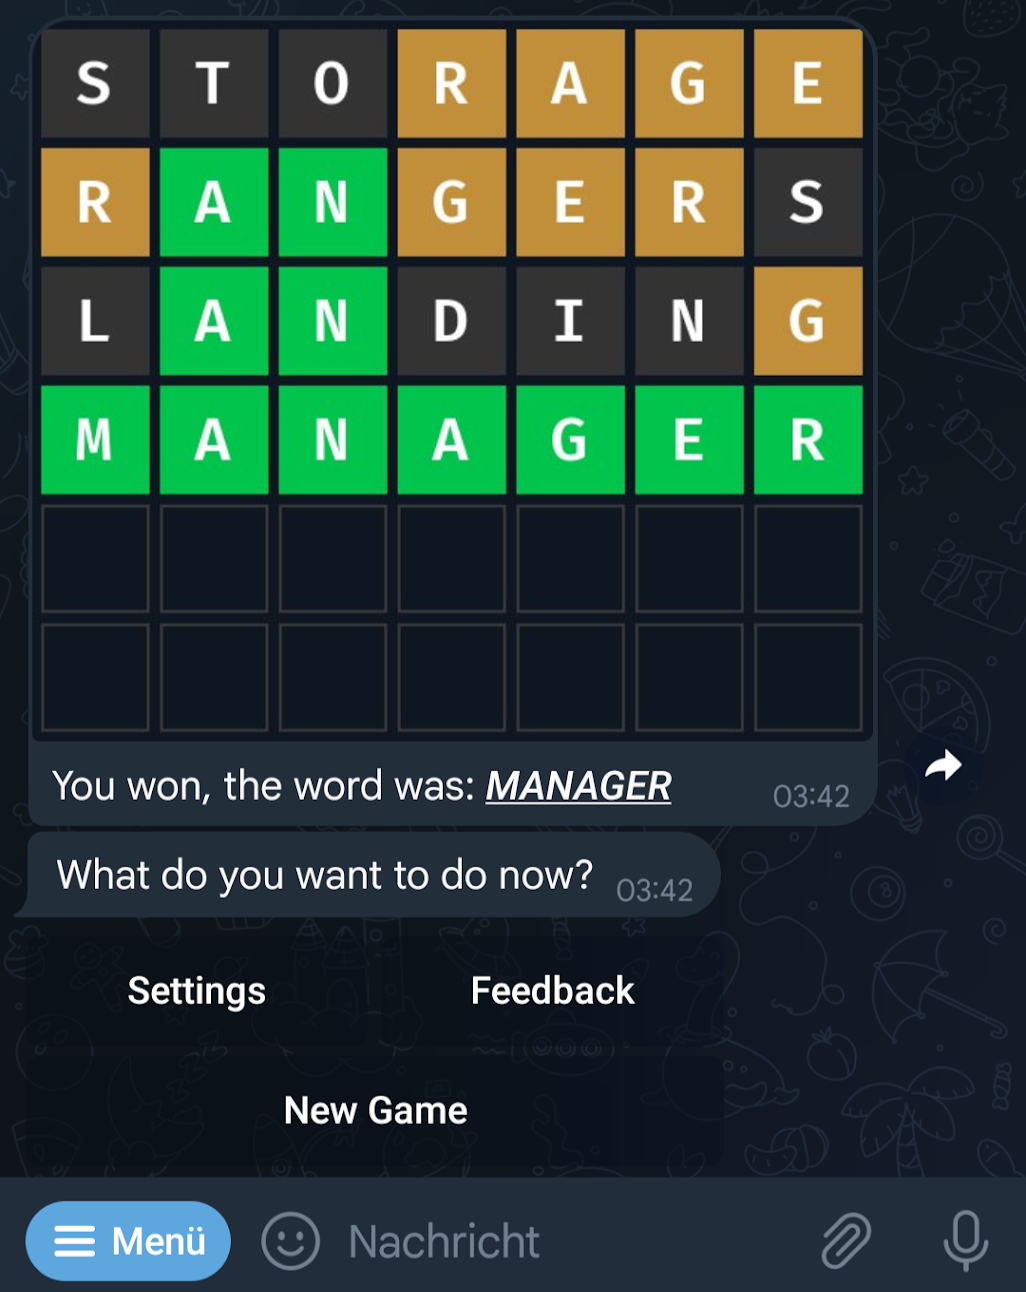 S T O R A G E
R A N G E R S
L A N D I N G
M A N A G E R
You won, the word was: MANAGER 03:42
What do you want to do now? 03:42
Settings Feedback
New Game
Menü Nachricht